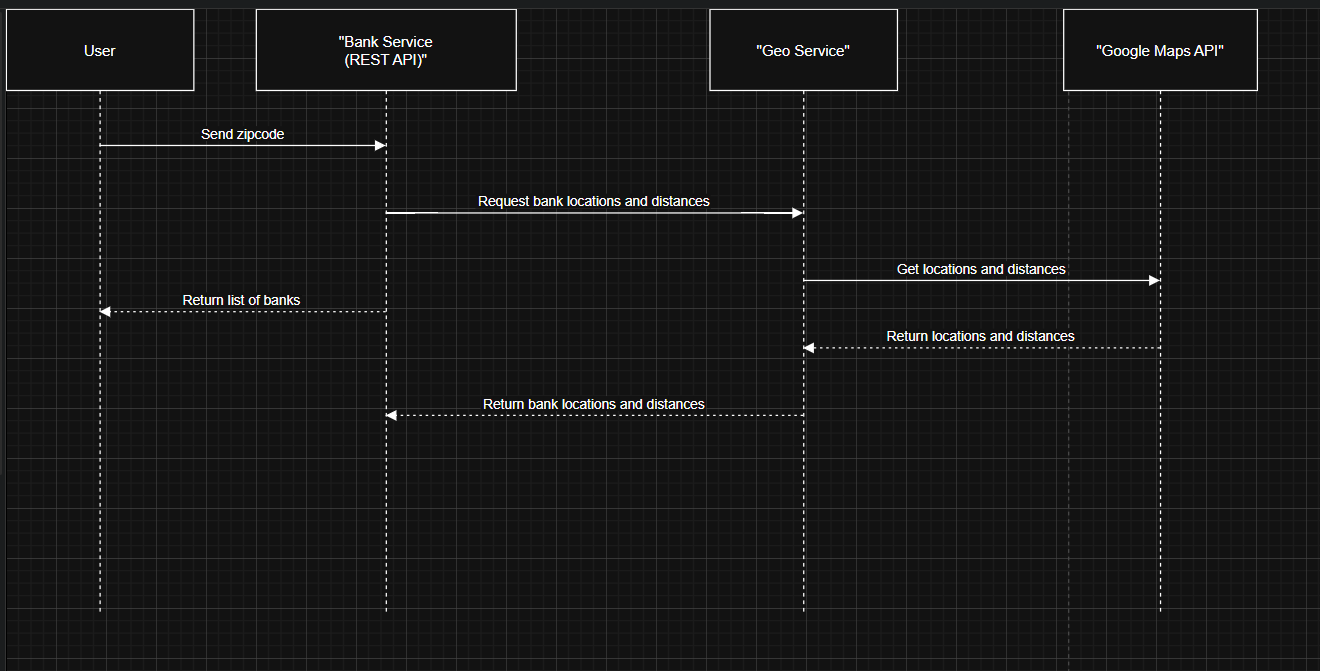 User
"Bank Service
(REST API)"
"Geo Service"
"Google Maps API"
Send zipcode
Request bank locations and distances
Get locations and distances
Return list of banks
Return locations and distances
Return bank locations and distances